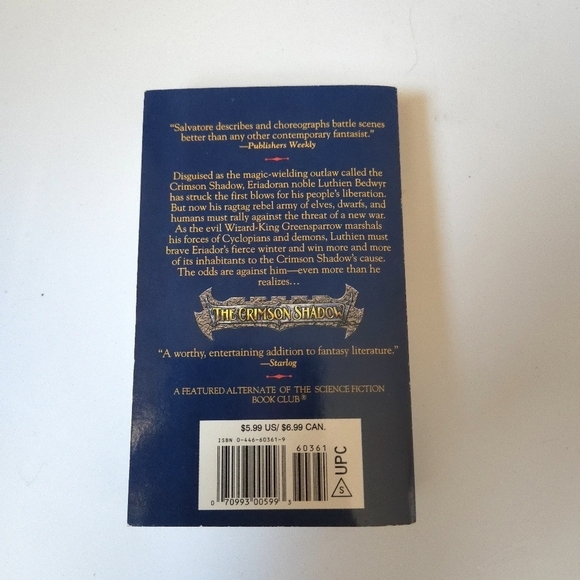 “Salvatore describes and choreographs battle scenes
better than any other contemporary fantasist.”
—Publishers Weekly
Disguised as the magic-wielding outlaw called the
Crimson Shadow, Eriadoran noble Luthien Bedwyr
has struck the first blows for his people's liberation.
But now his ragtag rebel army of elves, dwarfs, and
humans must rally against the threat of a new war.
As the evil Wizard-King Greensparrow marshals
his forces of Cyclopians and demons, Luthien must
brave Eriador's fierce winter and win more and more
of its inhabitants to the Crimson Shadow's cause.
The odds are against him—even more than he
realizes…
THE CRIMSON SHADOW
“A worthy, entertaining addition to fantasy literature.”
—Starlog
A FEATURED ALTERNATE OF THE SCIENCE FICTION
BOOK CLUB®
$5.99 US/ $6.99 CAN.
ISBN 0-446-60361-9
60361
0 70993 00599 3
S UPC